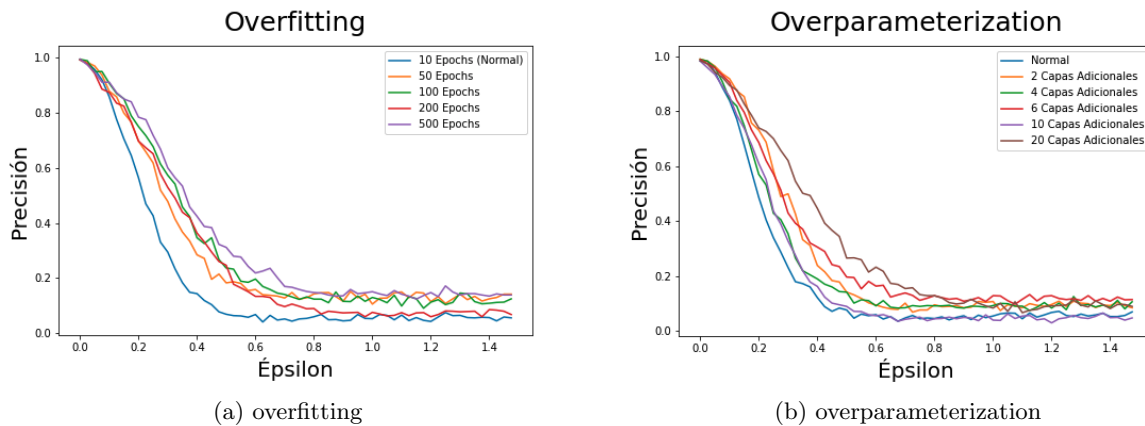 Overfitting
1.0
0.8
0.6
0.4
0.2
0.0
Precisión
10 Epochs (Normal)
50 Epochs
100 Epochs
200 Epochs
500 Epochs
0.0 0.2 0.4 0.6 0.8 1.0 1.2 1.4
Épsilon
(a) overfitting
Overparameterization
1.0
0.8
0.6
0.4
0.2
0.0
Precisión
Normal
2 Capas Adicionales
4 Capas Adicionales
6 Capas Adicionales
10 Capas Adicionales
20 Capas Adicionales
0.0 0.2 0.4 0.6 0.8 1.0 1.2 1.4
Épsilon
(b) overparameterization